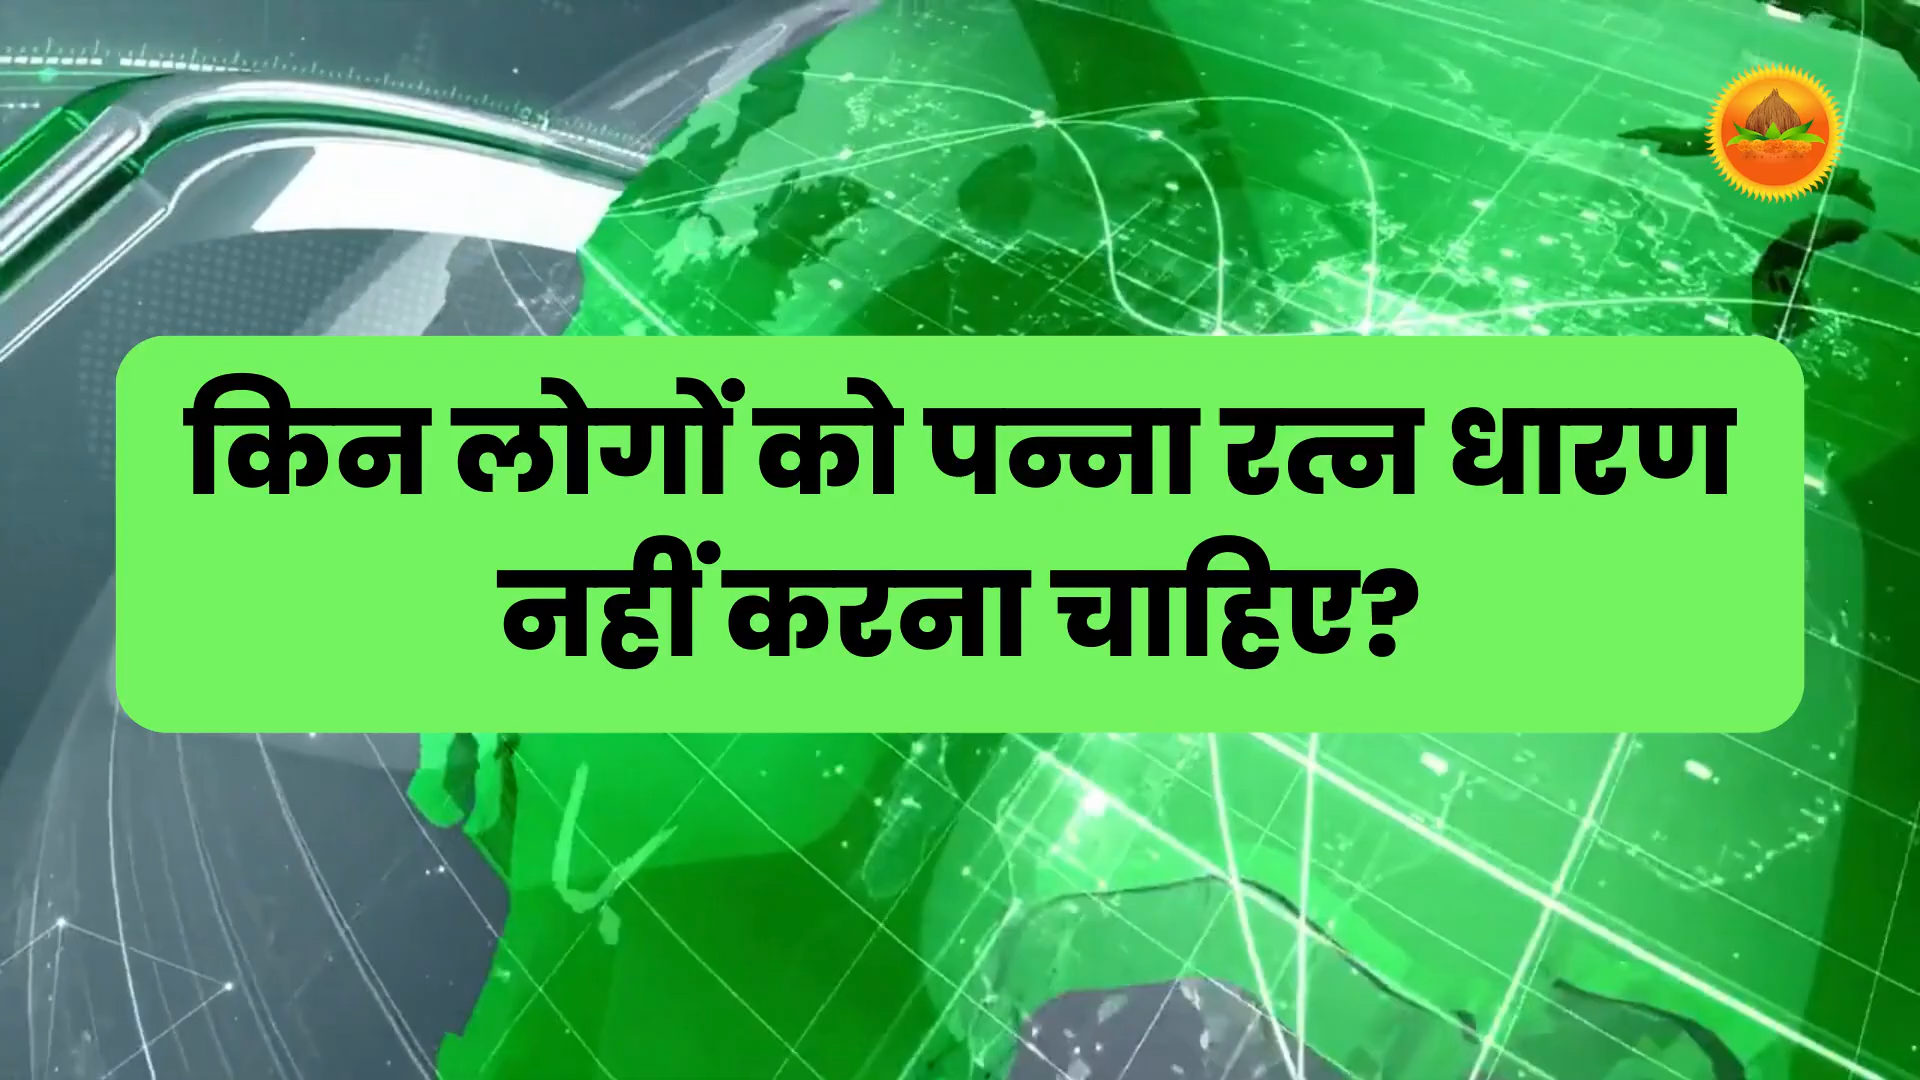 किन लोगों को पन्ना रत्न धारण
नहीं करना चाहिए?